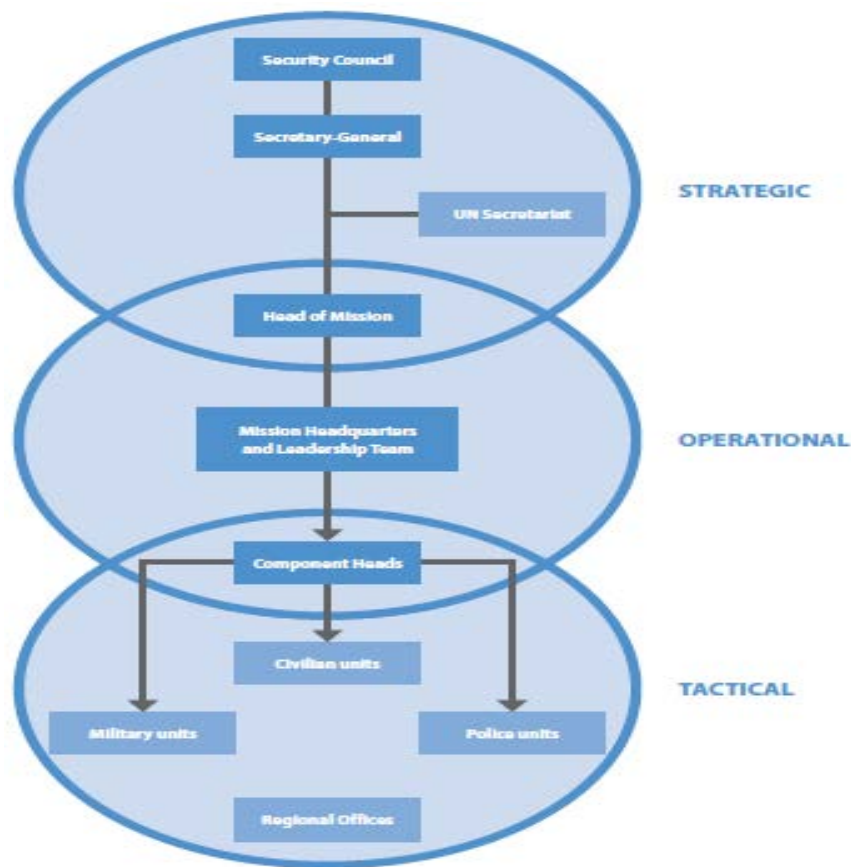 Security Council
Secretary-General
UN Secretariat
STRATEGIC
Head of Mission
Mission Headquarters
and Leadership Team
OPERATIONAL
Component Heads
Civilian units
TACTICAL
Military units
Police units
Regional Offices